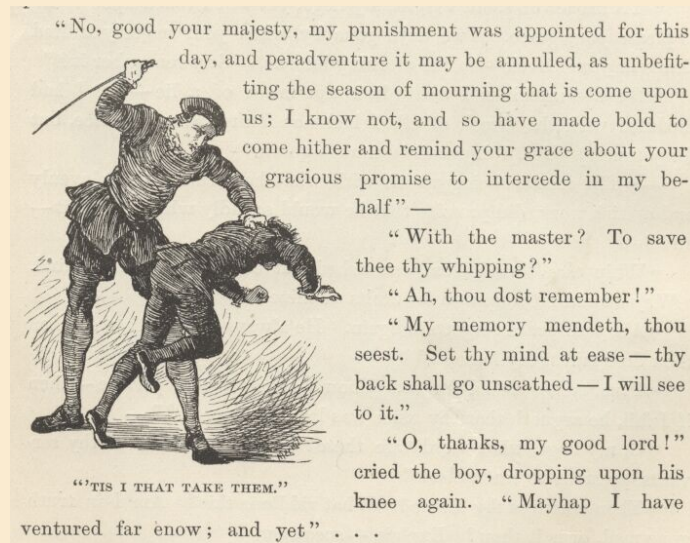 “No, good your majesty, my punishment was appointed for this
day, and peradventure it may be annulled, as unbefit-
ting the season of mourning that is come upon
us; I know not, and so have made bold to
come hither and remind your grace about your
gracious promise to intercede in my be-
half”—
“With the master? To save
thee thy whipping?”
“Ah, thou dost remember!”
“My memory mendeth, thou
seest. Set thy mind at ease—thy
back shall go unscathed—I will see
to it.”
“O, thanks, my good lord!”
cried the boy, dropping upon his
knee again. “Mayhap I have
ventured far enow; and yet” . . .
“’TIS I THAT TAKE THEM.”